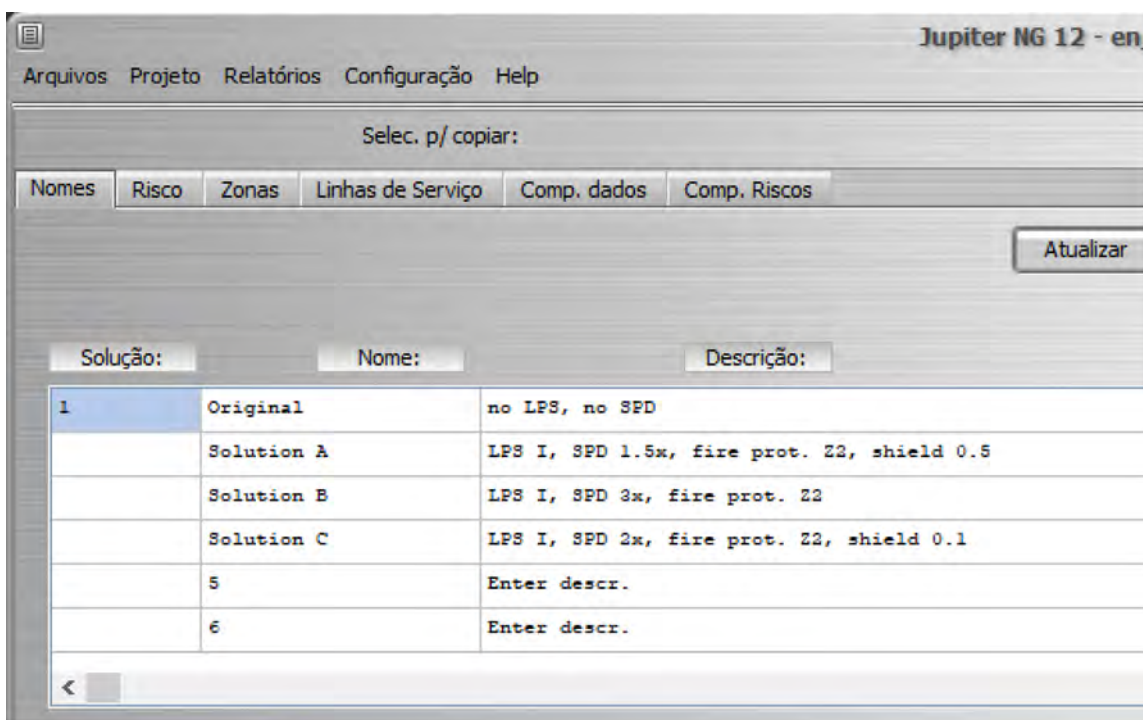 Jupiter NG 12 - en
Arquivos Projeto Relatórios Configuração Help
Selec. p/ copiar:
Nomes Risco Zonas Linhas de Serviço Comp. dados Comp. Riscos
Atualizar
Solução: Nome: Descrição:
1 Original no LPS, no SPD
Solution A LPS I, SPD 1.5x, fire prot. Z2, shield 0.5
Solution B LPS I, SPD 3x, fire prot. Z2
Solution C LPS I, SPD 2x, fire prot. Z2, shield 0.1
5 Enter descr.
6 Enter descr.